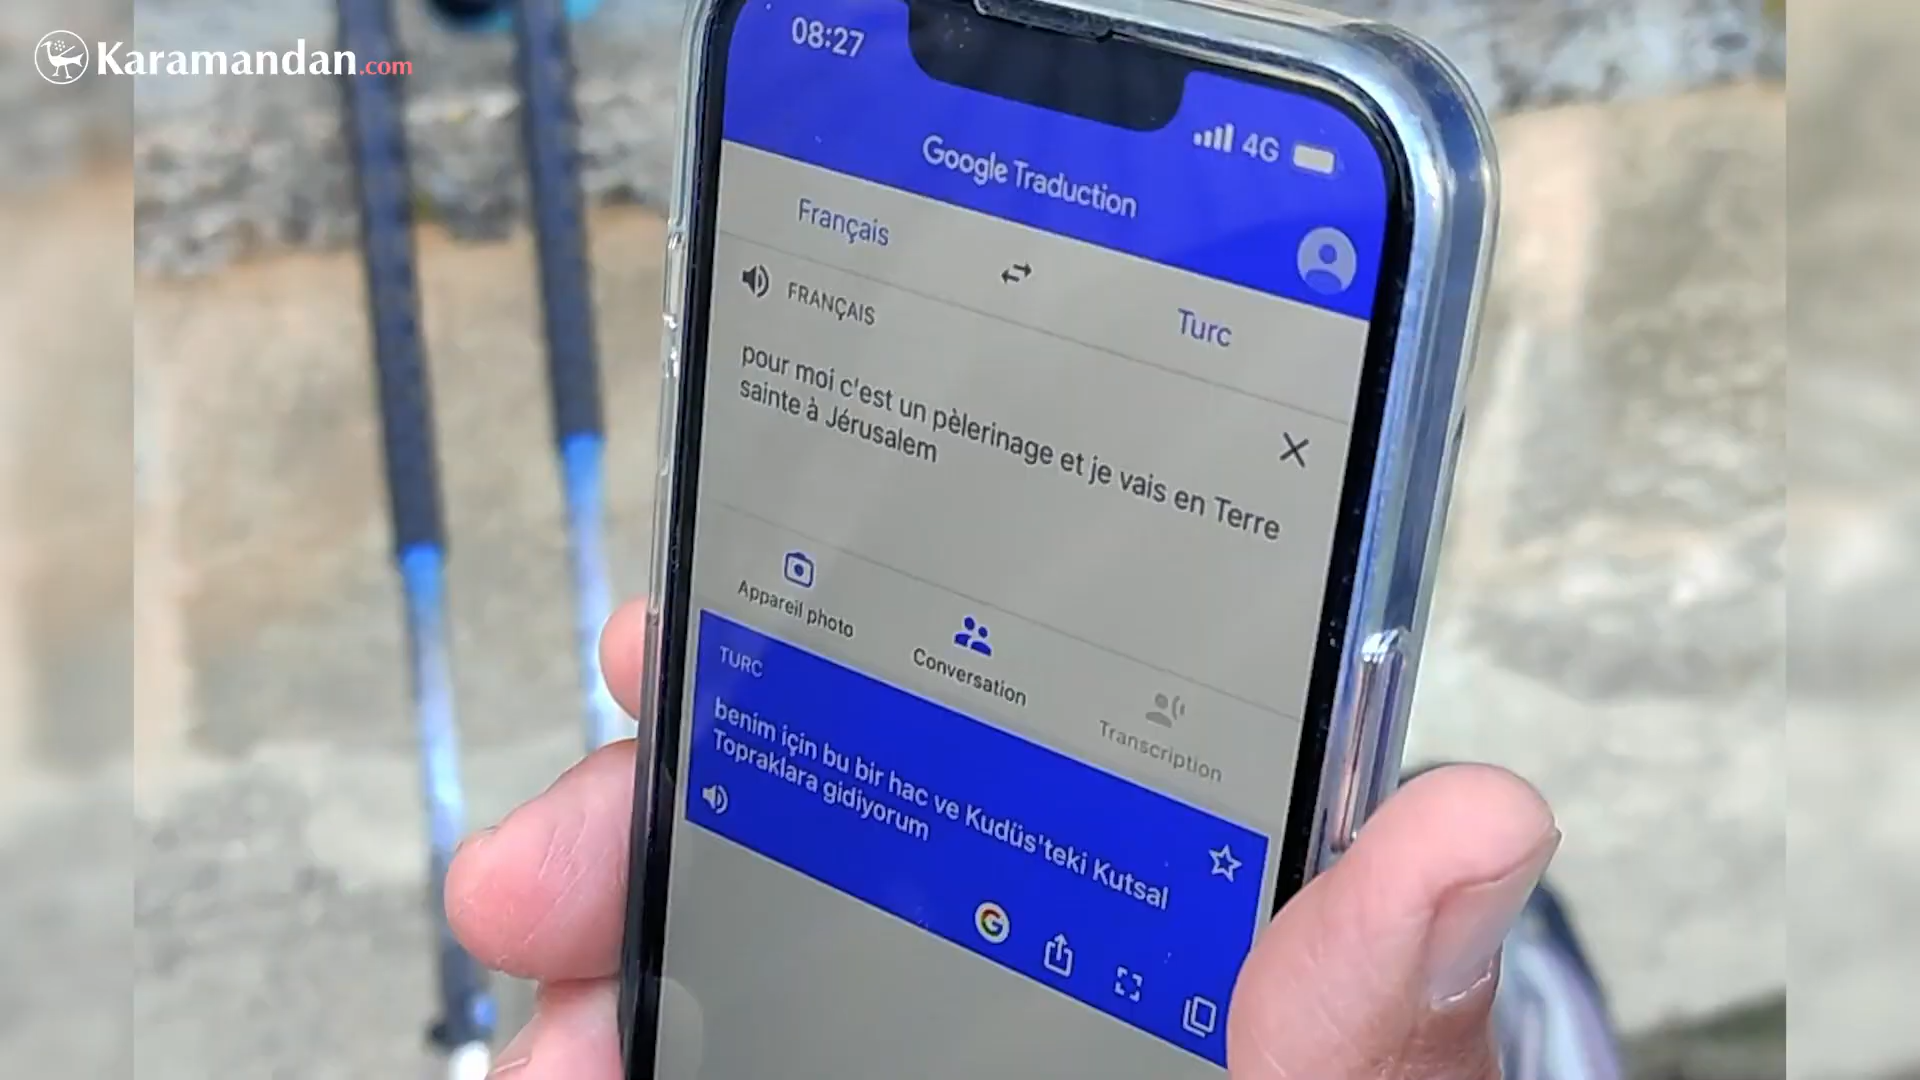 Karamandan.com
08:27
4G
Google Traduction
Français
Turc
FRANÇAIS
pour moi c'est un pèlerinage et je vais en Terre
sainte à Jérusalem
Appareil photo
Conversation
Transcription
TURC
benim için bu bir hac ve Kudüs'teki Kutsal
Topraklara gidiyorum